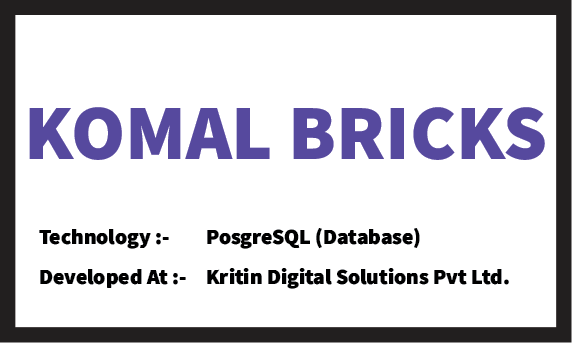 KOMAL BRICKS
Technology :- PosgreSQL (Database)
Developed At :- Kritin Digital Solutions Pvt Ltd.